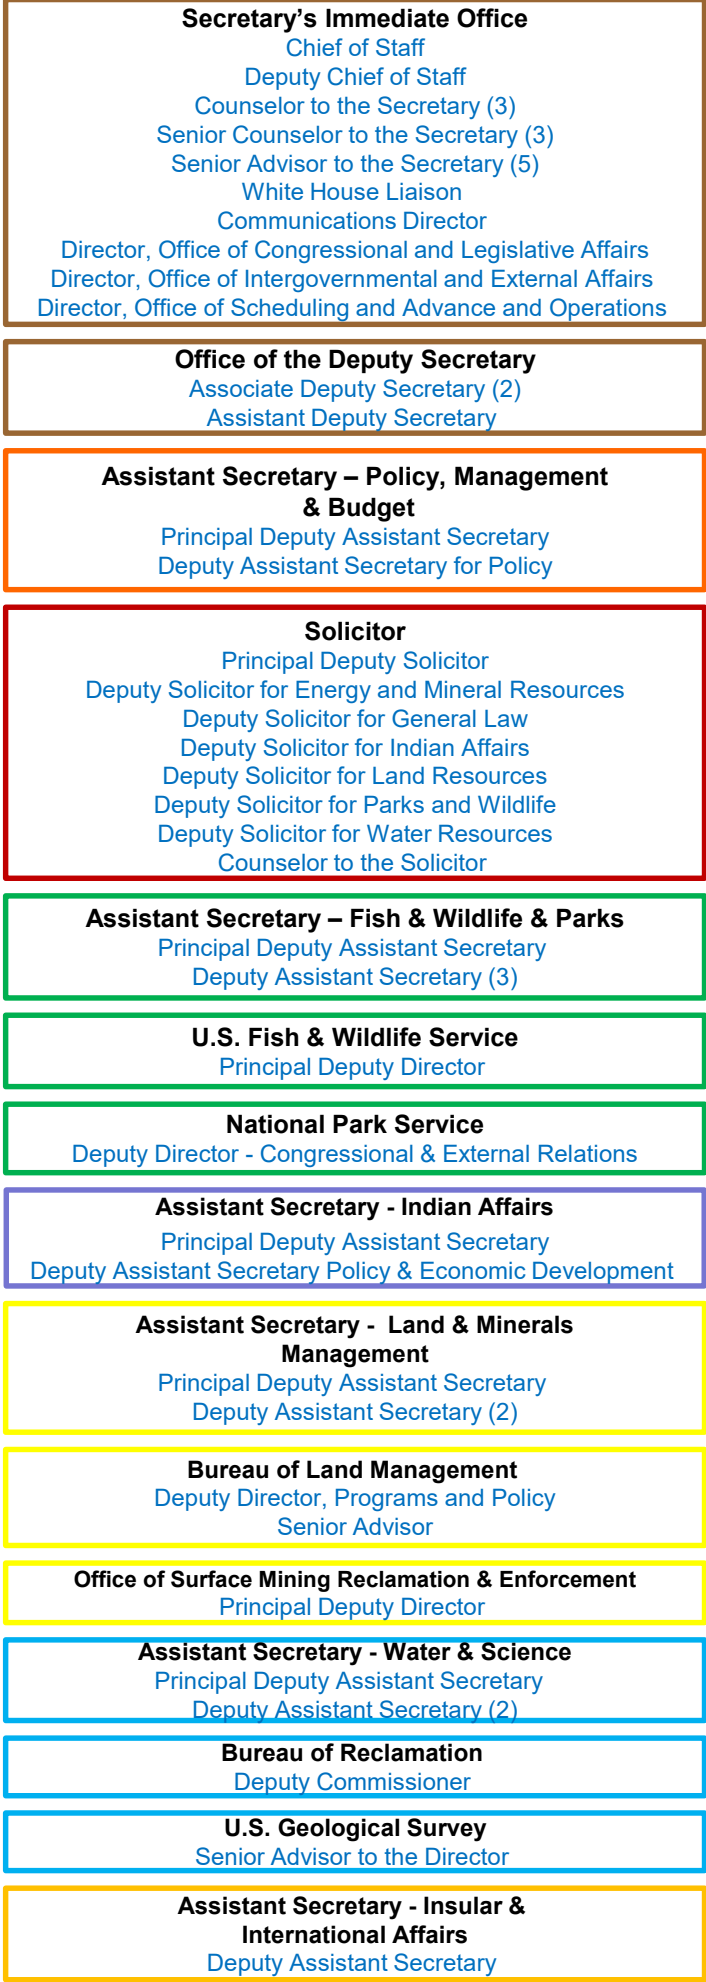 Secretary’s Immediate Office
Chief of Staff
Deputy Chief of Staff
Counselor to the Secretary (3)
Senior Counselor to the Secretary (3)
Senior Advisor to the Secretary (5)
White House Liaison
Communications Director
Director, Office of Congressional and Legislative Affairs
Director, Office of Intergovernmental and External Affairs
Director, Office of Scheduling and Advance and Operations
Office of the Deputy Secretary
Associate Deputy Secretary (2)
Assistant Deputy Secretary
Assistant Secretary – Policy, Management
& Budget
Principal Deputy Assistant Secretary
Deputy Assistant Secretary for Policy
Solicitor
Principal Deputy Solicitor
Deputy Solicitor for Energy and Mineral Resources
Deputy Solicitor for General Law
Deputy Solicitor for Indian Affairs
Deputy Solicitor for Land Resources
Deputy Solicitor for Parks and Wildlife
Deputy Solicitor for Water Resources
Counselor to the Solicitor
Assistant Secretary – Fish & Wildlife & Parks
Principal Deputy Assistant Secretary
Deputy Assistant Secretary (3)
U.S. Fish & Wildlife Service
Principal Deputy Director
National Park Service
Deputy Director - Congressional & External Relations
Assistant Secretary - Indian Affairs
Principal Deputy Assistant Secretary
Deputy Assistant Secretary Policy & Economic Development
Assistant Secretary - Land & Minerals
Management
Principal Deputy Assistant Secretary
Deputy Assistant Secretary (2)
Bureau of Land Management
Deputy Director, Programs and Policy
Senior Advisor
Office of Surface Mining Reclamation & Enforcement
Principal Deputy Director
Assistant Secretary - Water & Science
Principal Deputy Assistant Secretary
Deputy Assistant Secretary (2)
Bureau of Reclamation
Deputy Commissioner
U.S. Geological Survey
Senior Advisor to the Director
Assistant Secretary - Insular &
International Affairs
Deputy Assistant Secretary